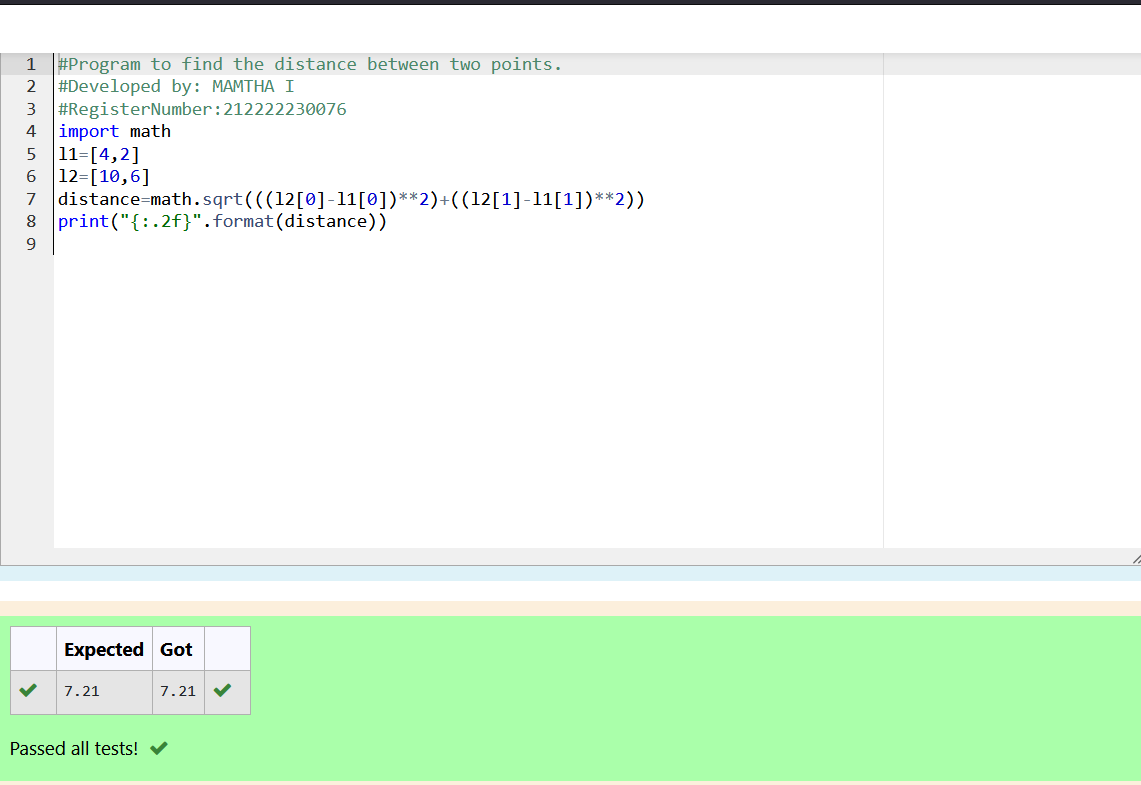 1 #Program to find the distance between two points.
2 #Developed by: MAMTHA I
3 #RegisterNumber:212222230076
4 import math
5 l1=[4,2]
6 l2=[10,6]
7 distance=math.sqrt(((l2[0]-l1[0])**2)+((l2[1]-l1[1])**2))
8 print("{:.2f}".format(distance))
9
Expected Got
7.21 7.21
Passed all tests!